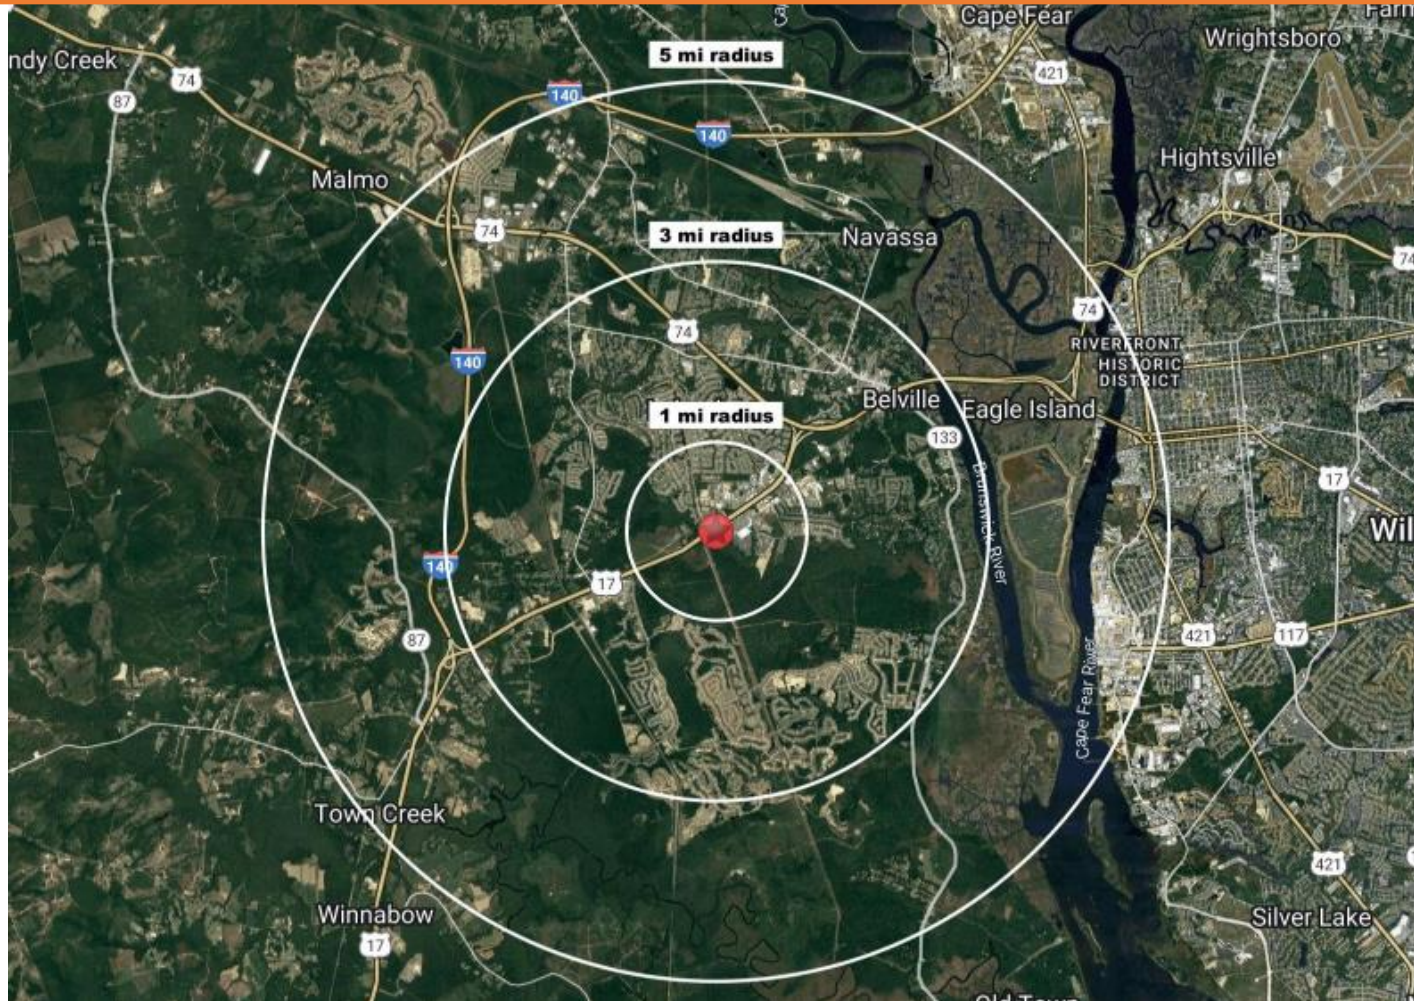 Cape Fear
Wrightsboro
5 mi radius
ndy Creek
74
421
87
140
140
Hightsville
Malmo
74
3 mi radius
Navassa
74
74
74
RIVERFRONT
HISTORIC
DISTRICT
140
Belville
Eagle Island
1 mi radius
133
17
Brunswick River
Wil
140
17
87
421
117
Cape Fear River
Town Creek
421
Winnabow
Silver Lake
17